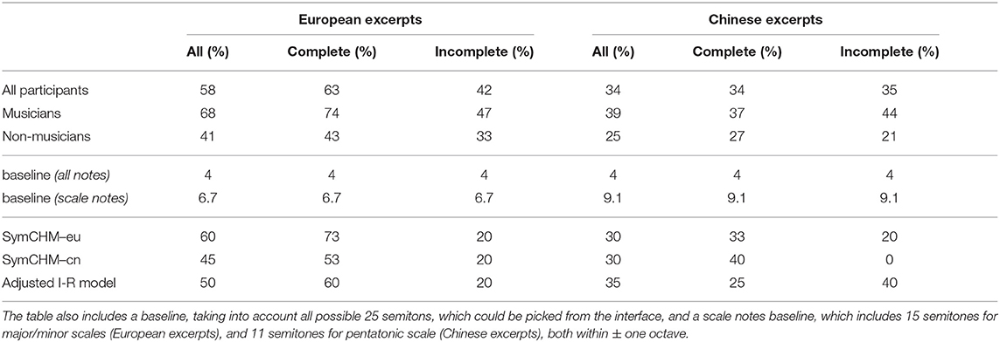 European excerpts Chinese excerpts
All (%) Complete (%) Incomplete (%) All (%) Complete (%) Incomplete (%)
All participants 58 63 42 34 34 35
Musicians 68 74 47 39 37 44
Non-musicians 41 43 33 25 27 21
baseline (all notes) 4 4 4 4 4 4
baseline (scale notes) 6.7 6.7 6.7 9.1 9.1 9.1
SymCHM–eu 60 73 20 30 33 20
SymCHM–cn 45 53 20 30 40 0
Adjusted I-R model 50 60 20 35 25 40
The table also includes a baseline, taking into account all possible 25 semitons, which could be picked from the interface, and a scale notes baseline, which includes 15 semitones for
major/minor scales (European excerpts), and 11 semitones for pentatonic scale (Chinese excerpts), both within ± one octave.